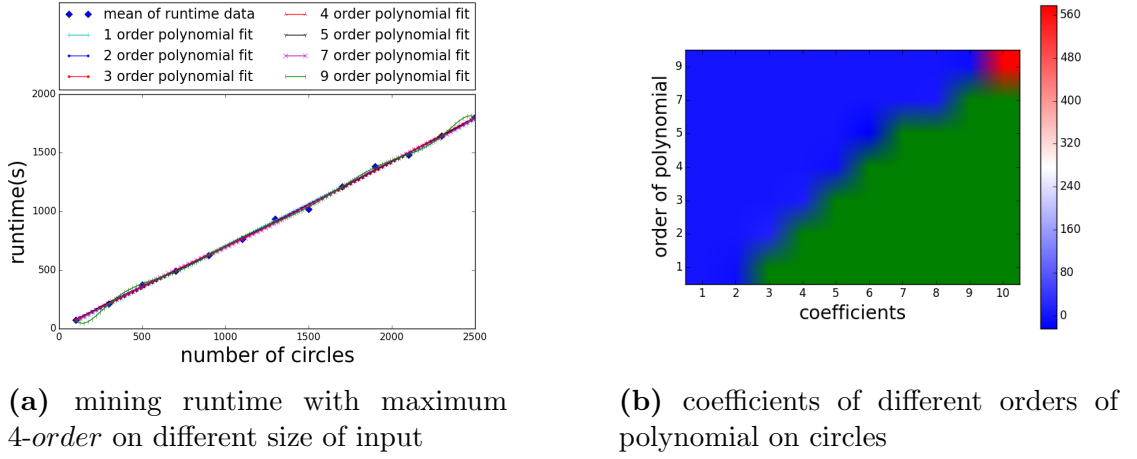 mean of runtime data
1 order polynomial fit
2 order polynomial fit
3 order polynomial fit
4 order polynomial fit
5 order polynomial fit
7 order polynomial fit
9 order polynomial fit
2000
1500
1000
500
0
runtime(s)
0 500 1000 1500 2000 2500
number of circles
(a) mining runtime with maximum
4-order on different size of input
9
7
5
4
3
2
1
order of polynomial
1 2 3 4 5 6 7 8 9 10
coefficients
560
480
400
320
240
160
80
0
(b) coefficients of different orders of
polynomial on circles